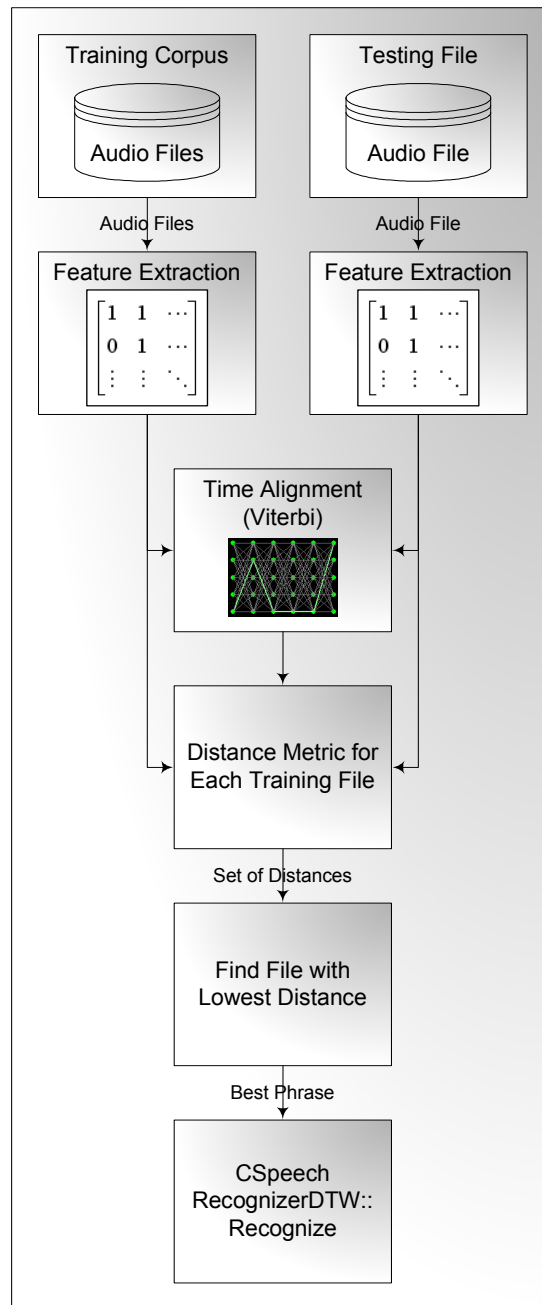 Training Corpus
Audio Files
Testing File
Audio File
Audio Files
Audio File
Feature Extraction
1 1 ⋯
0 1 ⋯
⋮ ⋮ ⋱
Feature Extraction
1 1 ⋯
0 1 ⋯
⋮ ⋮ ⋱
Time Alignment
(Viterbi)
Distance Metric for
Each Training File
Set of Distances
Find File with
Lowest Distance
Best Phrase
CSpeech
RecognizerDTW::
Recognize